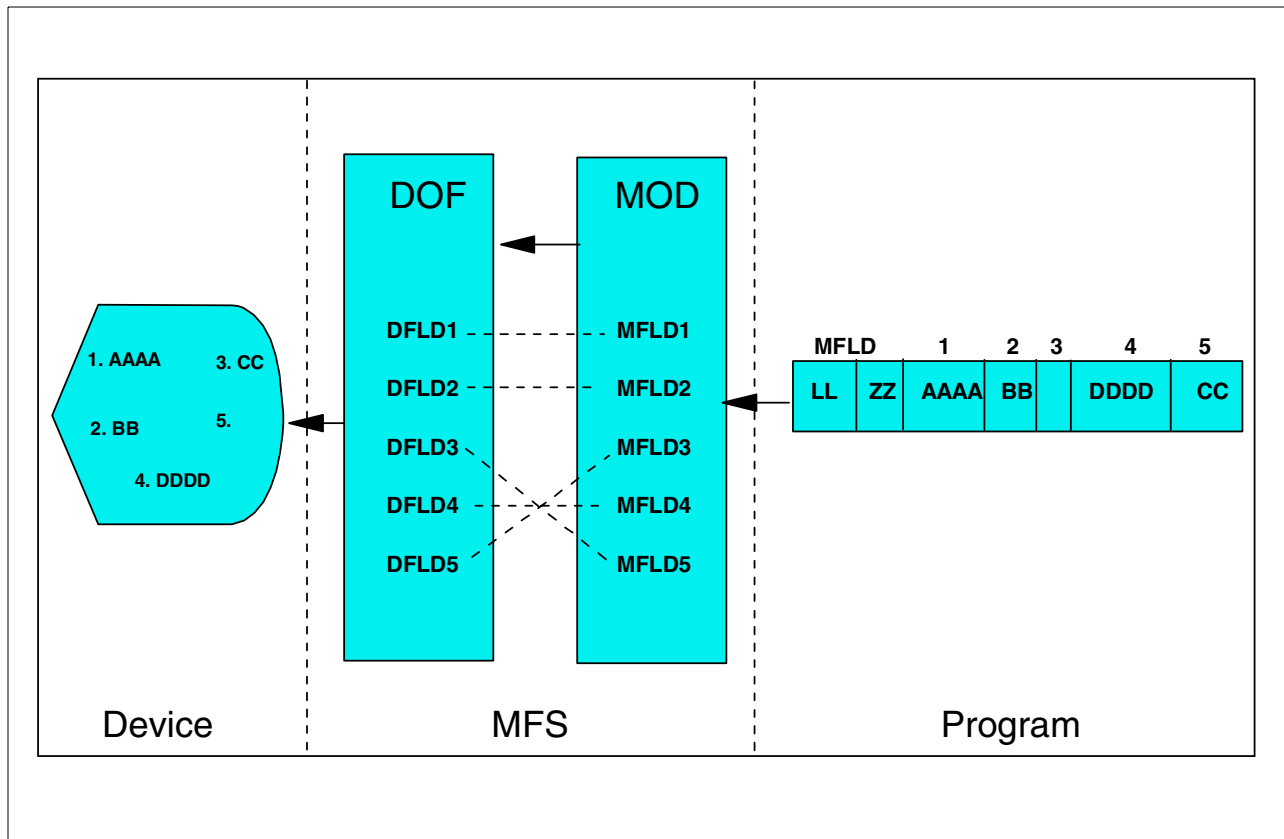 DOF
DFLD1
DFLD2
DFLD3
DFLD4
DFLD5
MOD
MFLD1
MFLD2
MFLD3
MFLD4
MFLD5
1. AAAA
3. CC
2. BB
5.
4. DDDD
MFLD 1 2 3 4 5
LL ZZ AAAA BB DDDD CC
Device
MFS
Program